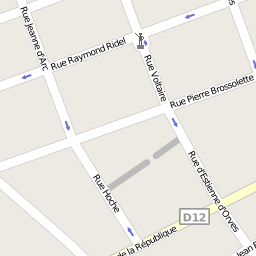 Rue Jeanne d'Arc
Rue Raymond Ridel
Rue Voltaire
Rue Pierre Brossolette
Rue Hoche
Rue d'Estienne d'Orves
D12
de la République
Jean